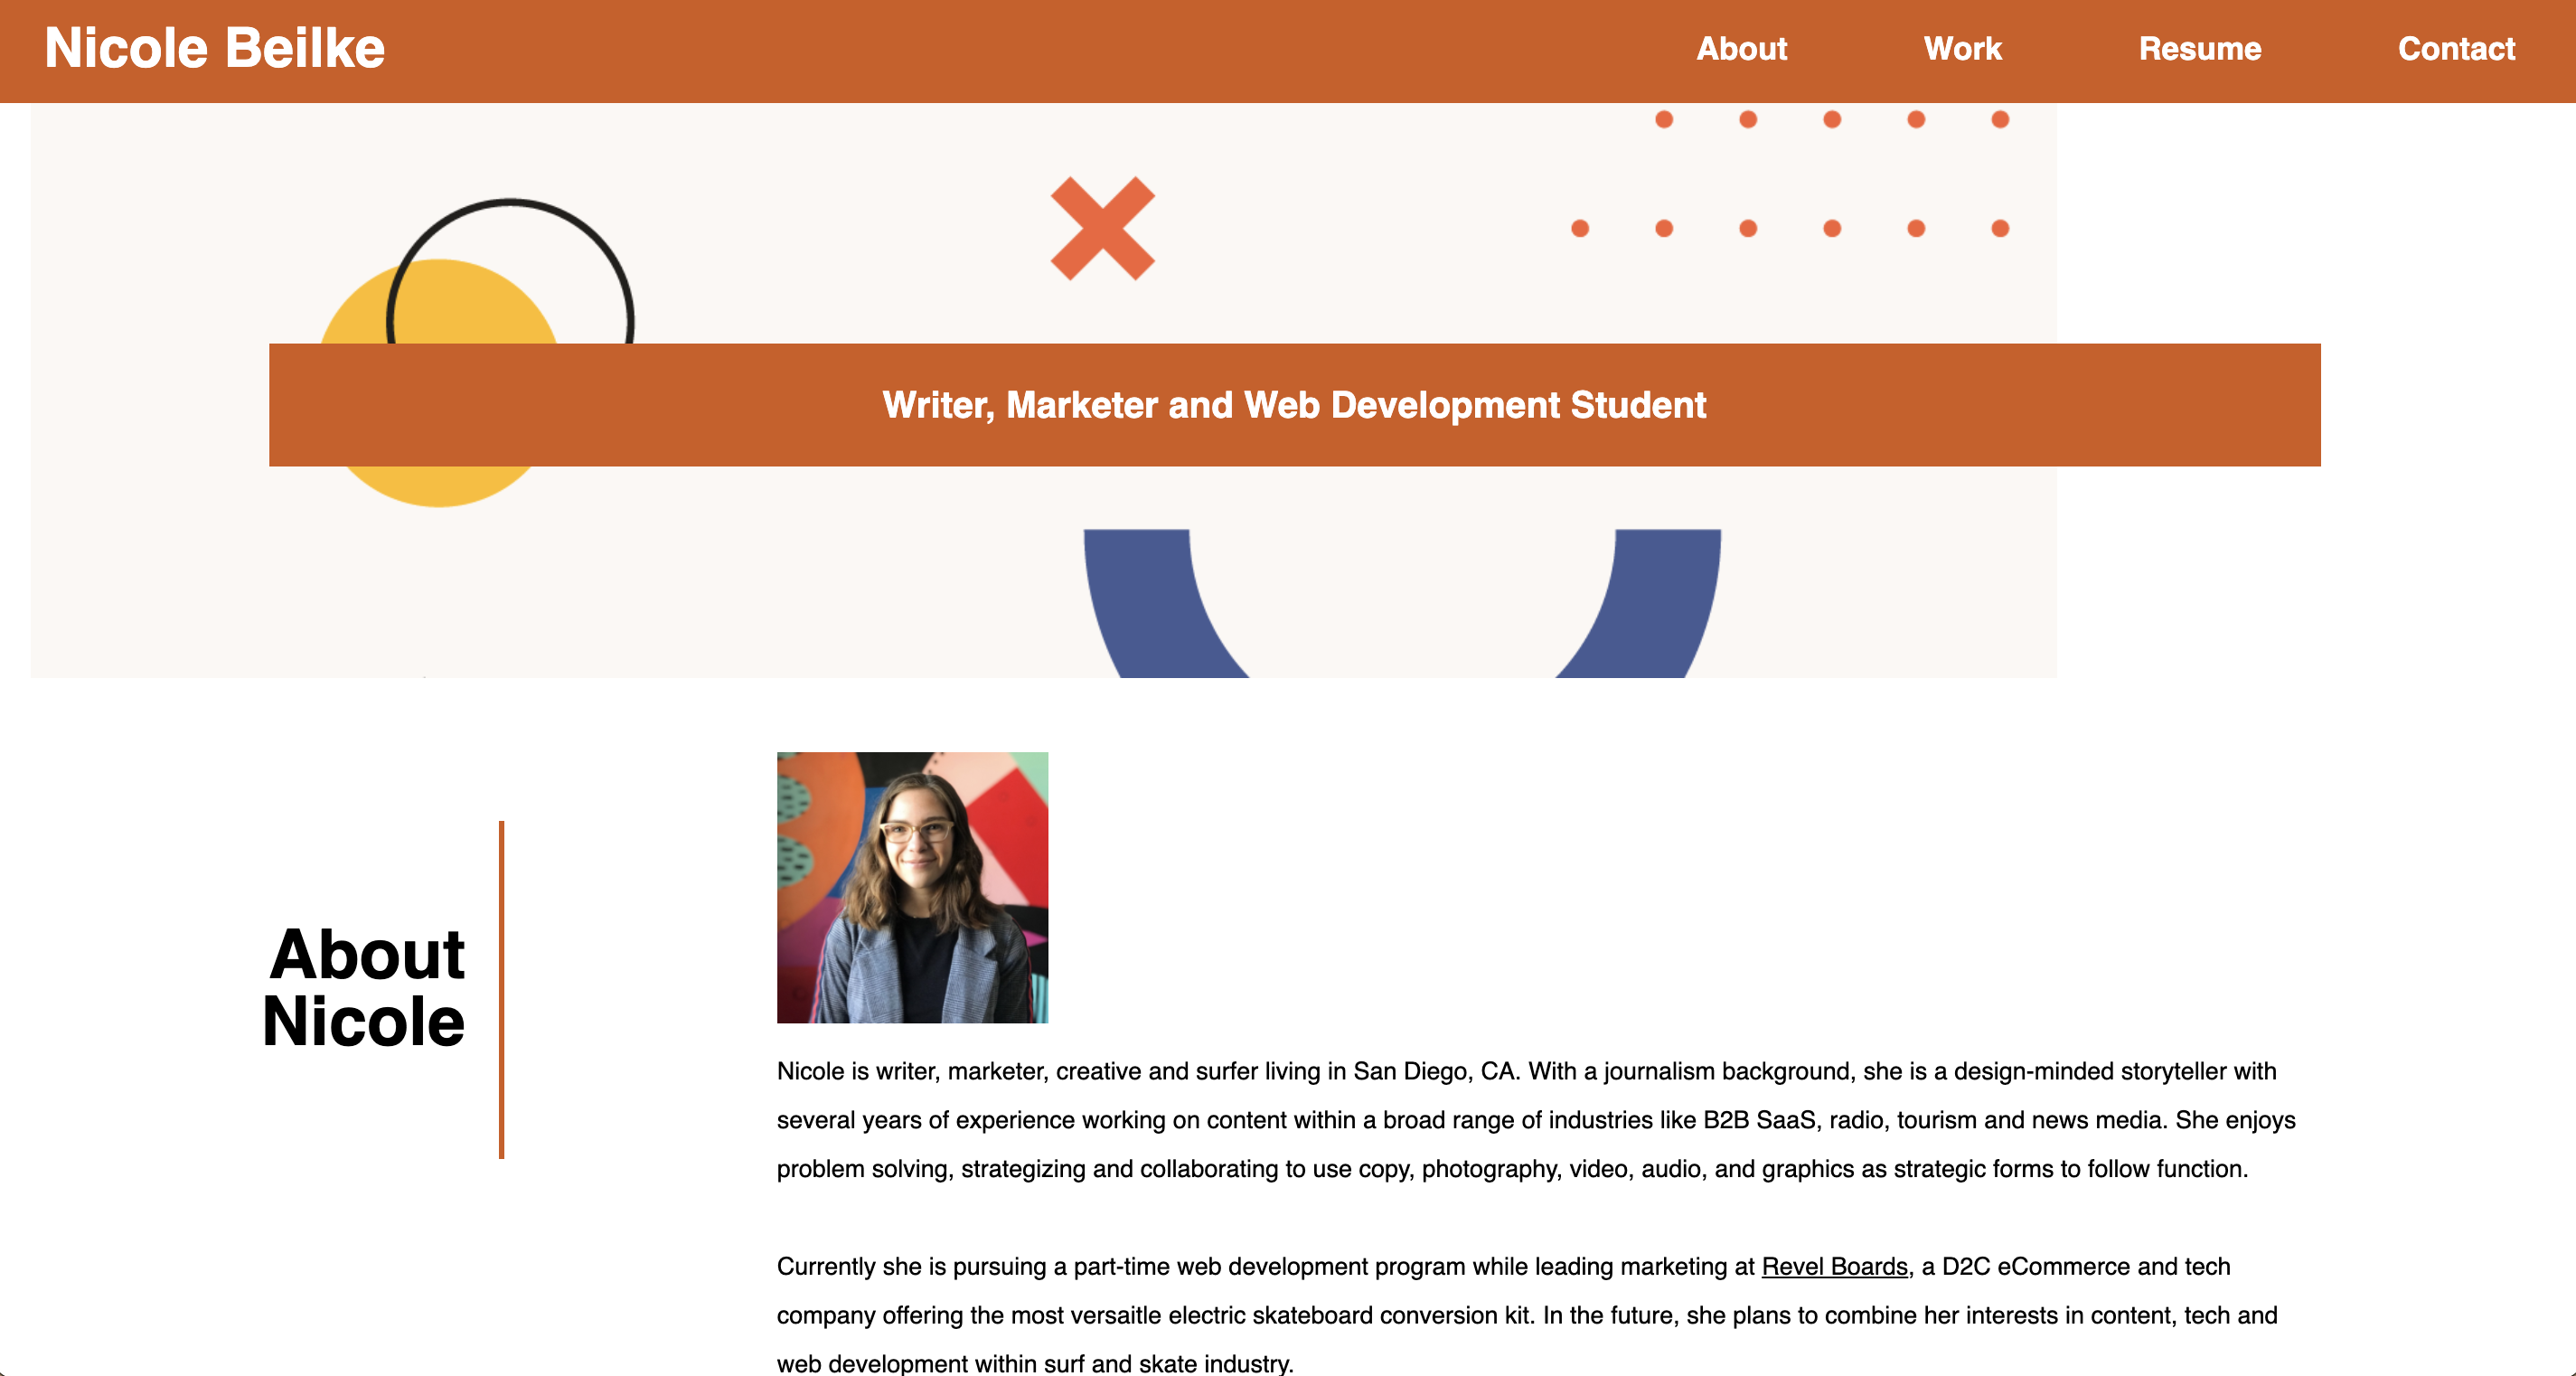 Nicole Beilke
About Work Resume Contact
Writer, Marketer and Web Development Student
About
Nicole
Nicole is writer, marketer, creative and surfer living in San Diego, CA. With a journalism background, she is a design-minded storyteller with
several years of experience working on content within a broad range of industries like B2B SaaS, radio, tourism and news media. She enjoys
problem solving, strategizing and collaborating to use copy, photography, video, audio, and graphics as strategic forms to follow function.
Currently she is pursuing a part-time web development program while leading marketing at Revel Boards, a D2C eCommerce and tech
company offering the most versaitle electric skateboard conversion kit. In the future, she plans to combine her interests in content, tech and
web development within surf and skate industry.